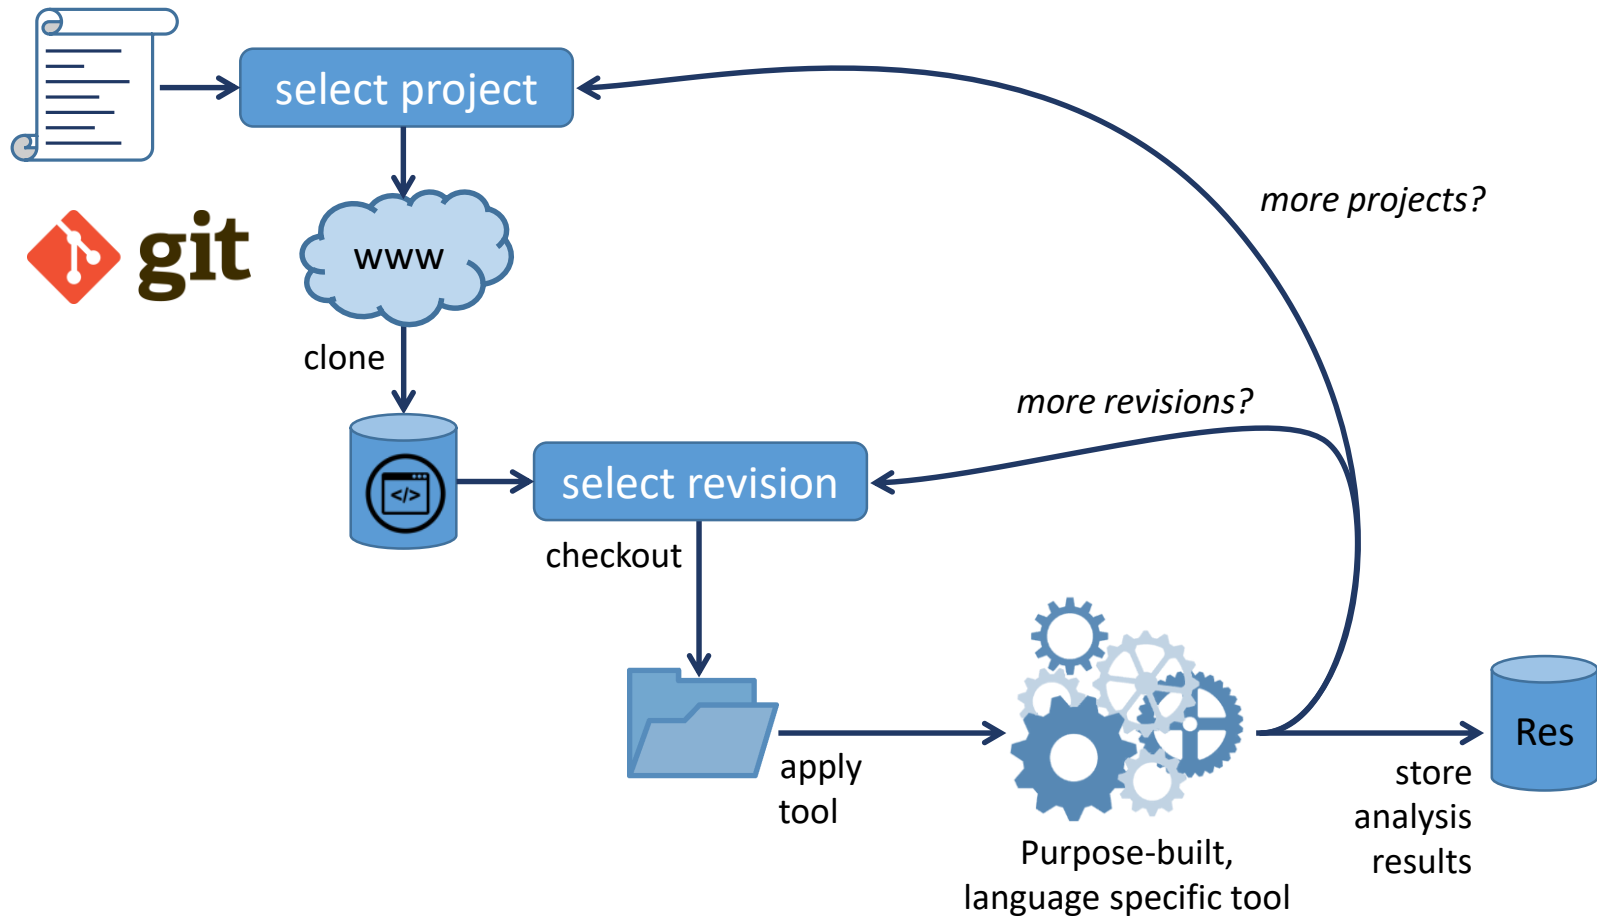 select project
git
www
more projects?
clone
more revisions?
</>
select revision
checkout
apply
tool
Res
store
analysis
results
Purpose-built,
language specific tool